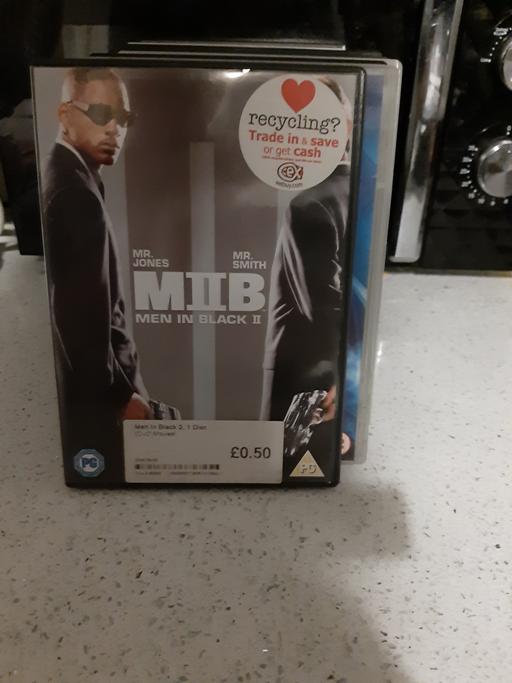 recycling?
Trade in & save
or get cash
cex
MR.
JONES
MR.
SMITH
MIIB
MEN IN BLACK II
Men In Black 2, 1 Disc
£0.50
PG
PG